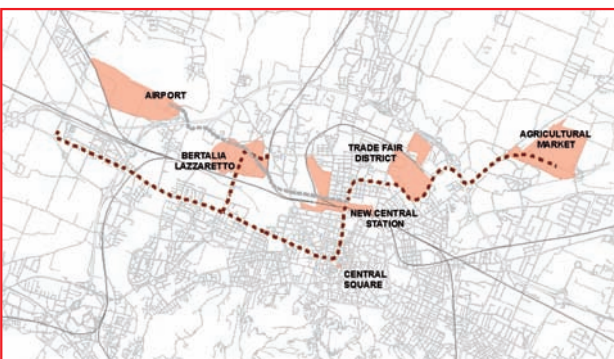 AIRPORT
BERTALIA
LAZZARETTO
TRADE FAIR
DISTRICT
AGRICULTURAL
MARKET
NEW CENTRAL
STATION
CENTRAL
SQUARE